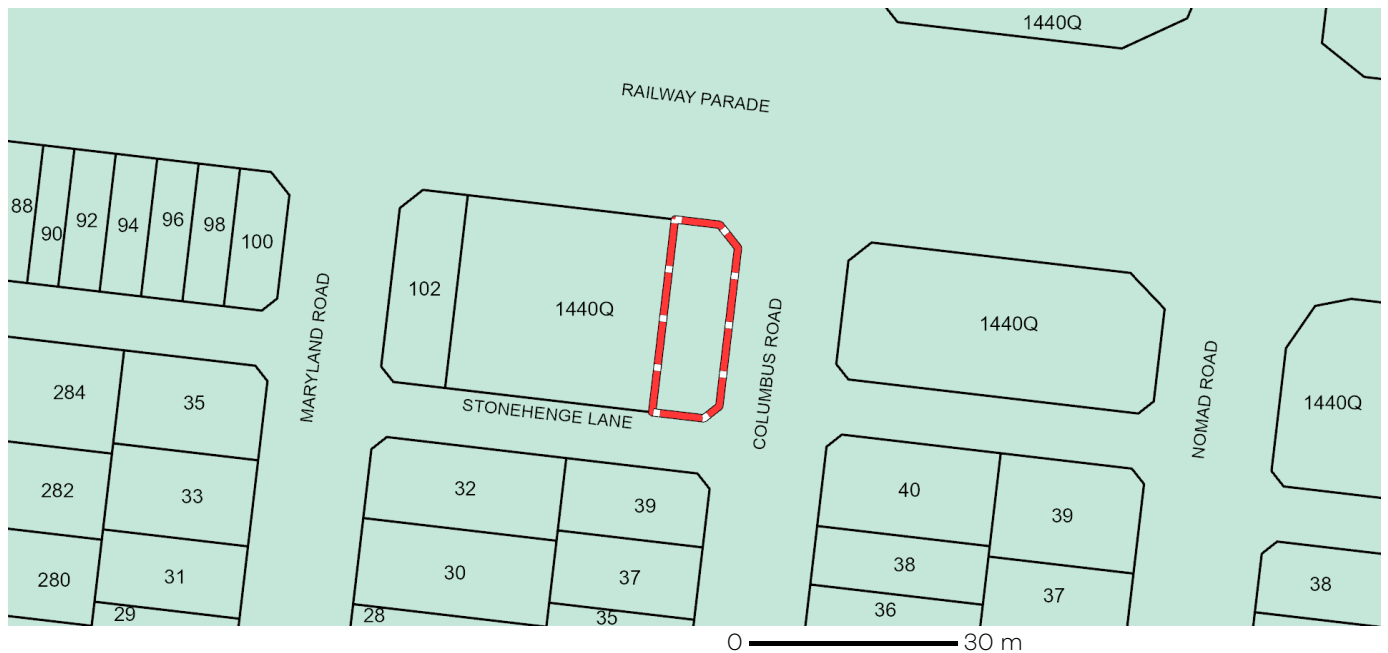 1440Q
RAILWAY PARADE
88
90
92
94
96
98
100
102
1440Q
1440Q
1440Q
MARYLAND ROAD
COLUMBUS ROAD
NOMAD ROAD
STONEHENGE LANE
284
35
282
33
280
31
29
32
39
30
37
28
35
40
39
38
37
36
38
0 30 m